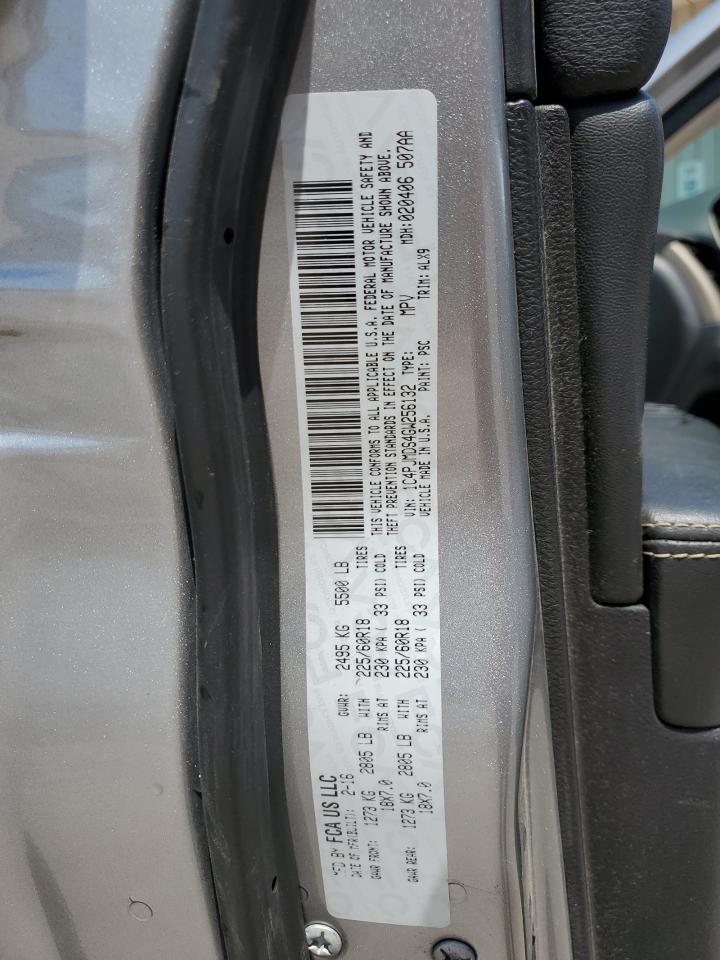 MFD BY FCA US LLC
DATE OF MFR(BUILT): 2-16 GVWR: 2495 KG 5500 LB
GAWR FRONT: 1273 KG 2805 LB WITH 225/60R18 TIRES
18X7.0 RIMS AT 230 KPA ( 33 PSI) COLD
GAWR REAR: 1273 KG 2805 LB WITH 225/60R18 TIRES
18X7.0 RIMS AT 230 KPA ( 33 PSI) COLD
THIS VEHICLE CONFORMS TO ALL APPLICABLE U.S.A. FEDERAL MOTOR VEHICLE SAFETY AND
THEFT PREVENTION STANDARDS IN EFFECT ON THE DATE OF MANUFACTURE SHOWN ABOVE.
VIN: 1C4PJMDS4GW256132 TYPE: MPV MDH:020406 507AA
VEHICLE MADE IN U.S.A. PAINT: PSC TRIM: ALX9